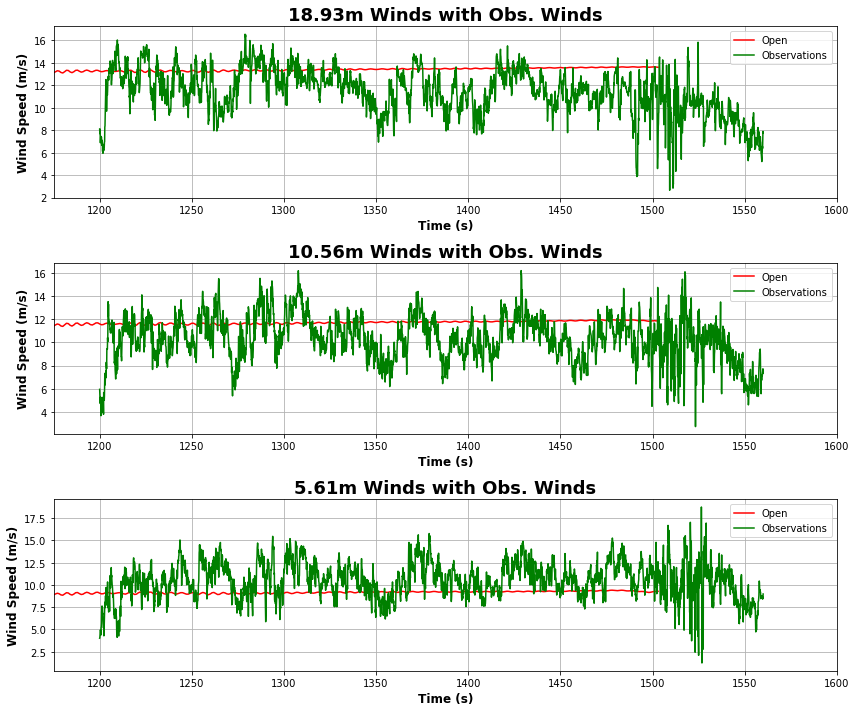 18.93m Winds with Obs. Winds
Wind Speed (m/s)
16
14
12
10
8
6
4
2
Open
Observations
1200 1250 1300 1350 1400 1450 1500 1550 1600
Time (s)
10.56m Winds with Obs. Winds
Wind Speed (m/s)
16
14
12
10
8
6
4
Open
Observations
1200 1250 1300 1350 1400 1450 1500 1550 1600
Time (s)
5.61m Winds with Obs. Winds
Wind Speed (m/s)
17.5
15.0
12.5
10.0
7.5
5.0
2.5
Open
Observations
1200 1250 1300 1350 1400 1450 1500 1550 1600
Time (s)